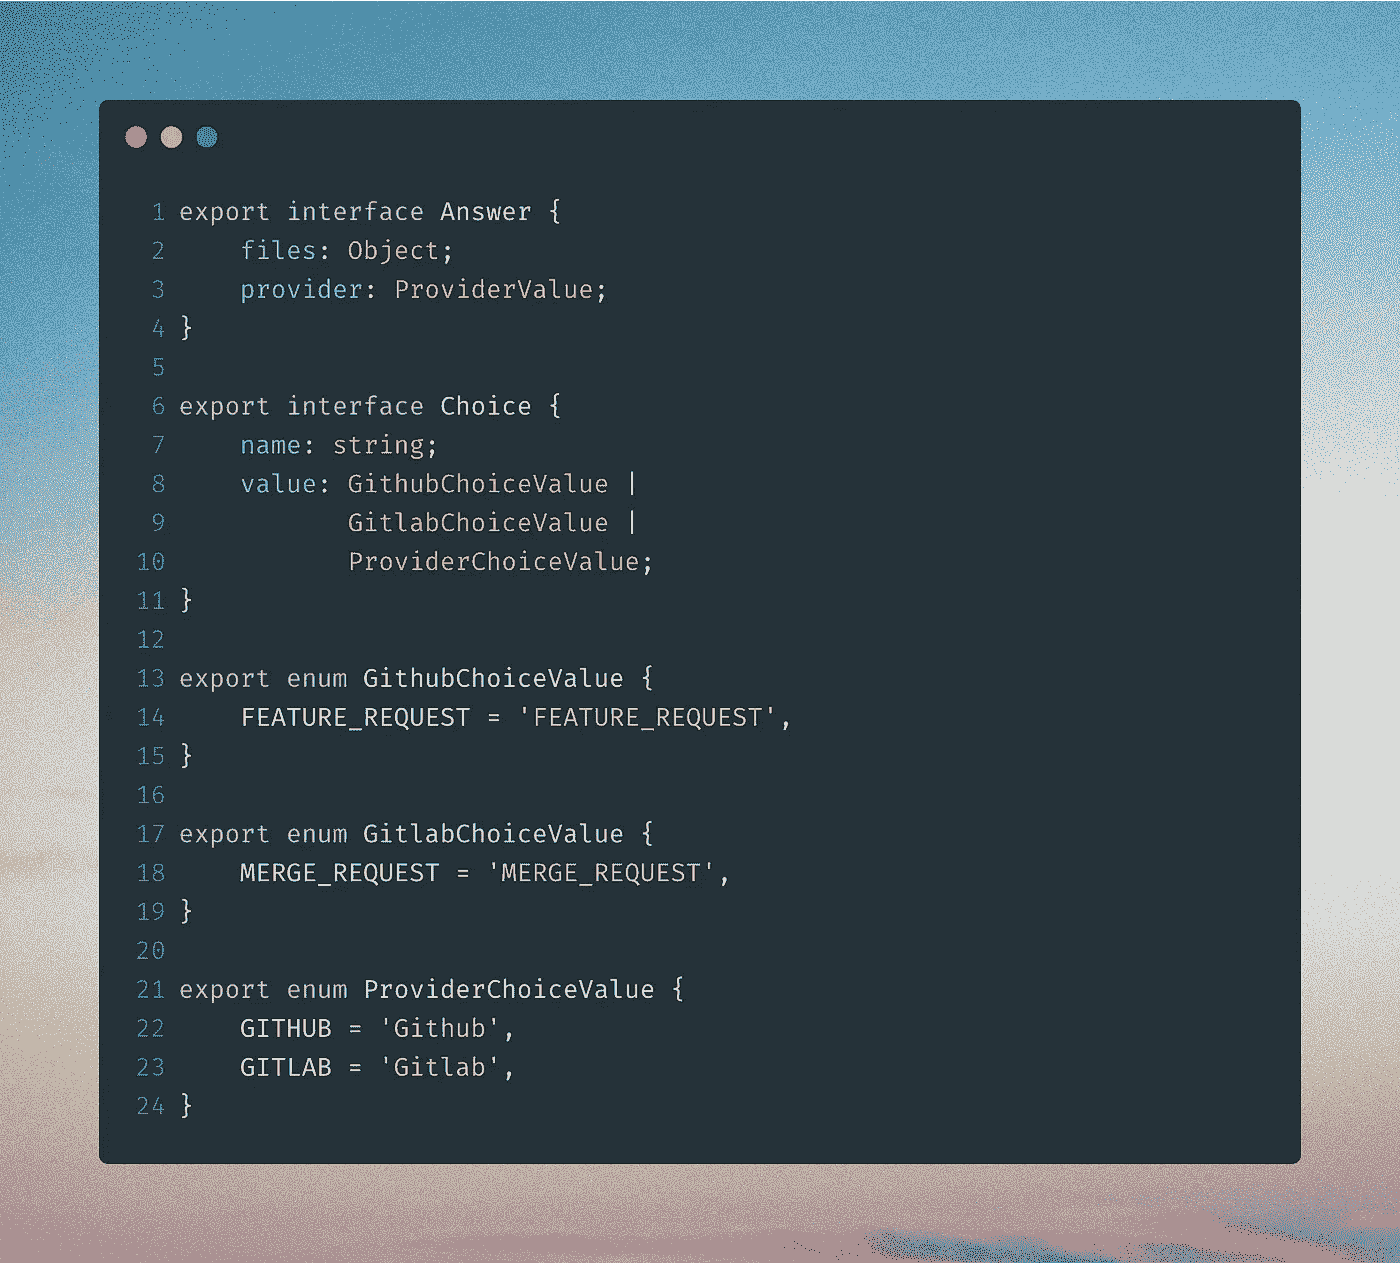 1 export interface Answer {
2     files: Object;
3     provider: ProviderValue;
4 }
5
6 export interface Choice {
7     name: string;
8     value: GithubChoiceValue |
9            GitlabChoiceValue |
10            ProviderChoiceValue;
11 }
12
13 export enum GithubChoiceValue {
14     FEATURE_REQUEST = 'FEATURE_REQUEST',
15 }
16
17 export enum GitlabChoiceValue {
18     MERGE_REQUEST = 'MERGE_REQUEST',
19 }
20
21 export enum ProviderChoiceValue {
22     GITHUB = 'Github',
23     GITLAB = 'Gitlab',
24 }